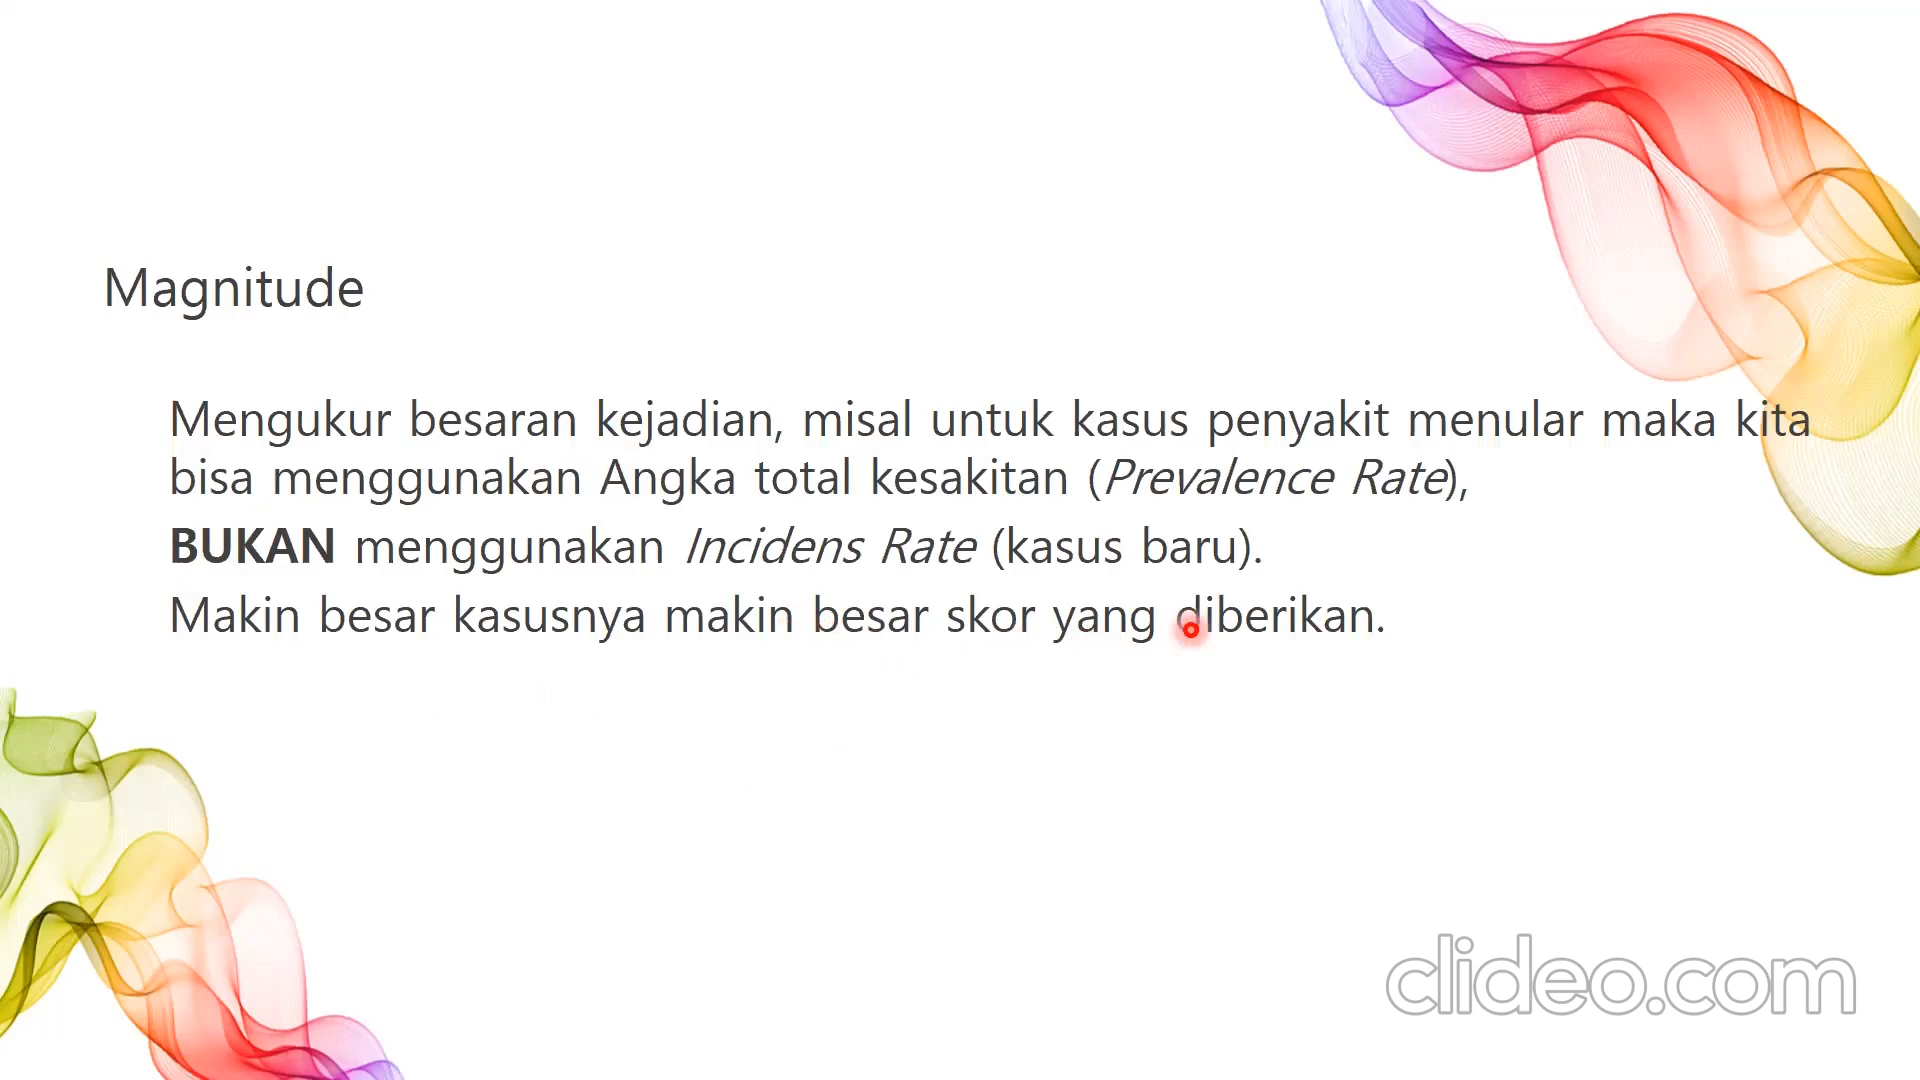 Magnitude
Mengukur besaran kejadian, misal untuk kasus penyakit menular maka kita
bisa menggunakan Angka total kesakitan (Prevalence Rate),
BUKAN menggunakan Incidens Rate (kasus baru).
Makin besar kasusnya makin besar skor yang diberikan.
clideo.com